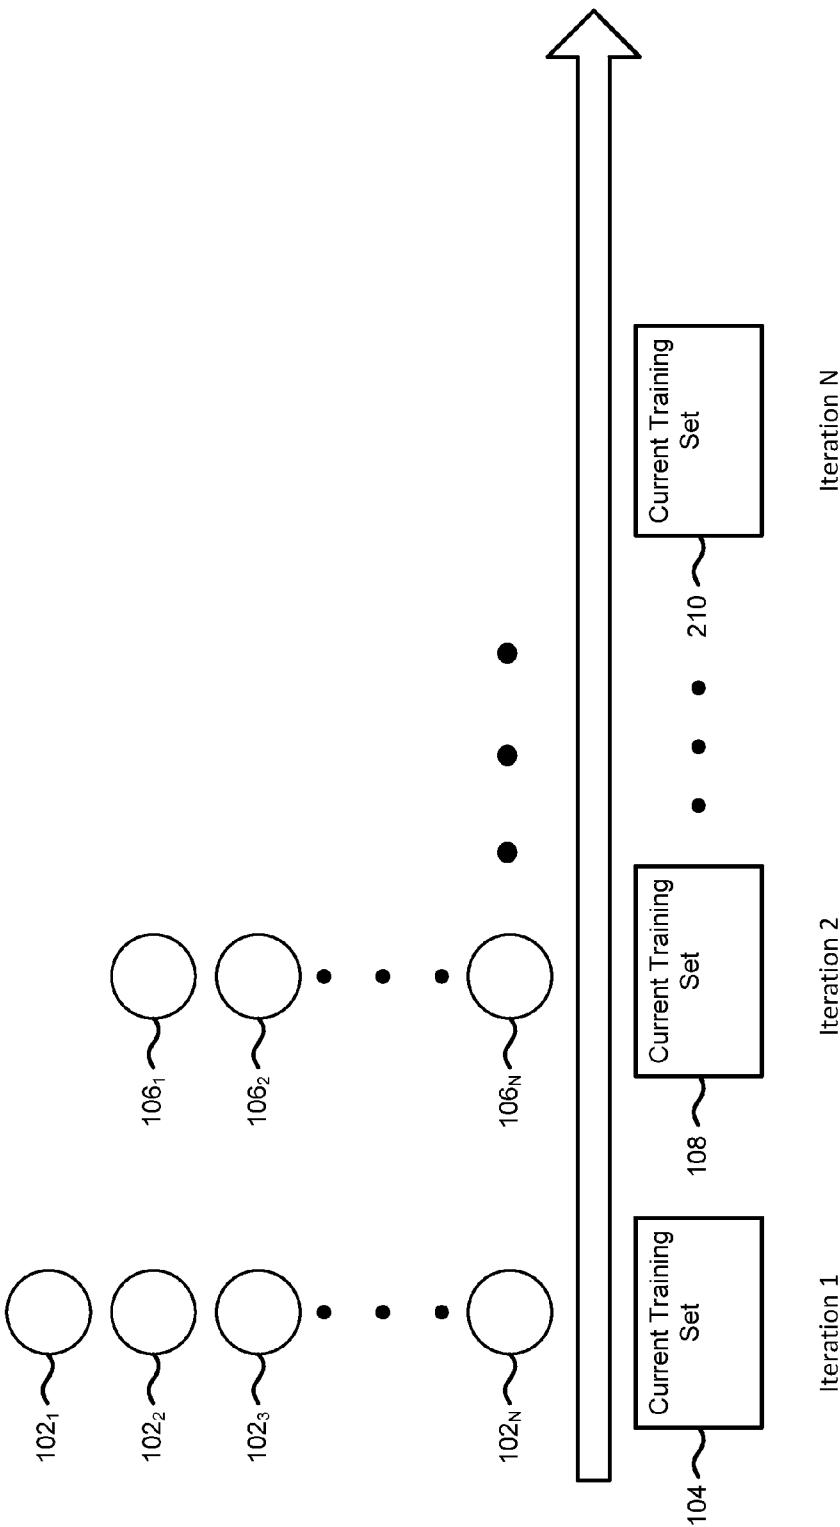 102₁
102₂
102₃
102ₙ
106₁
106₂
106ₙ
Current Training
Set
104
Current Training
Set
108
Current Training
Set
210
Iteration 1
Iteration 2
Iteration N